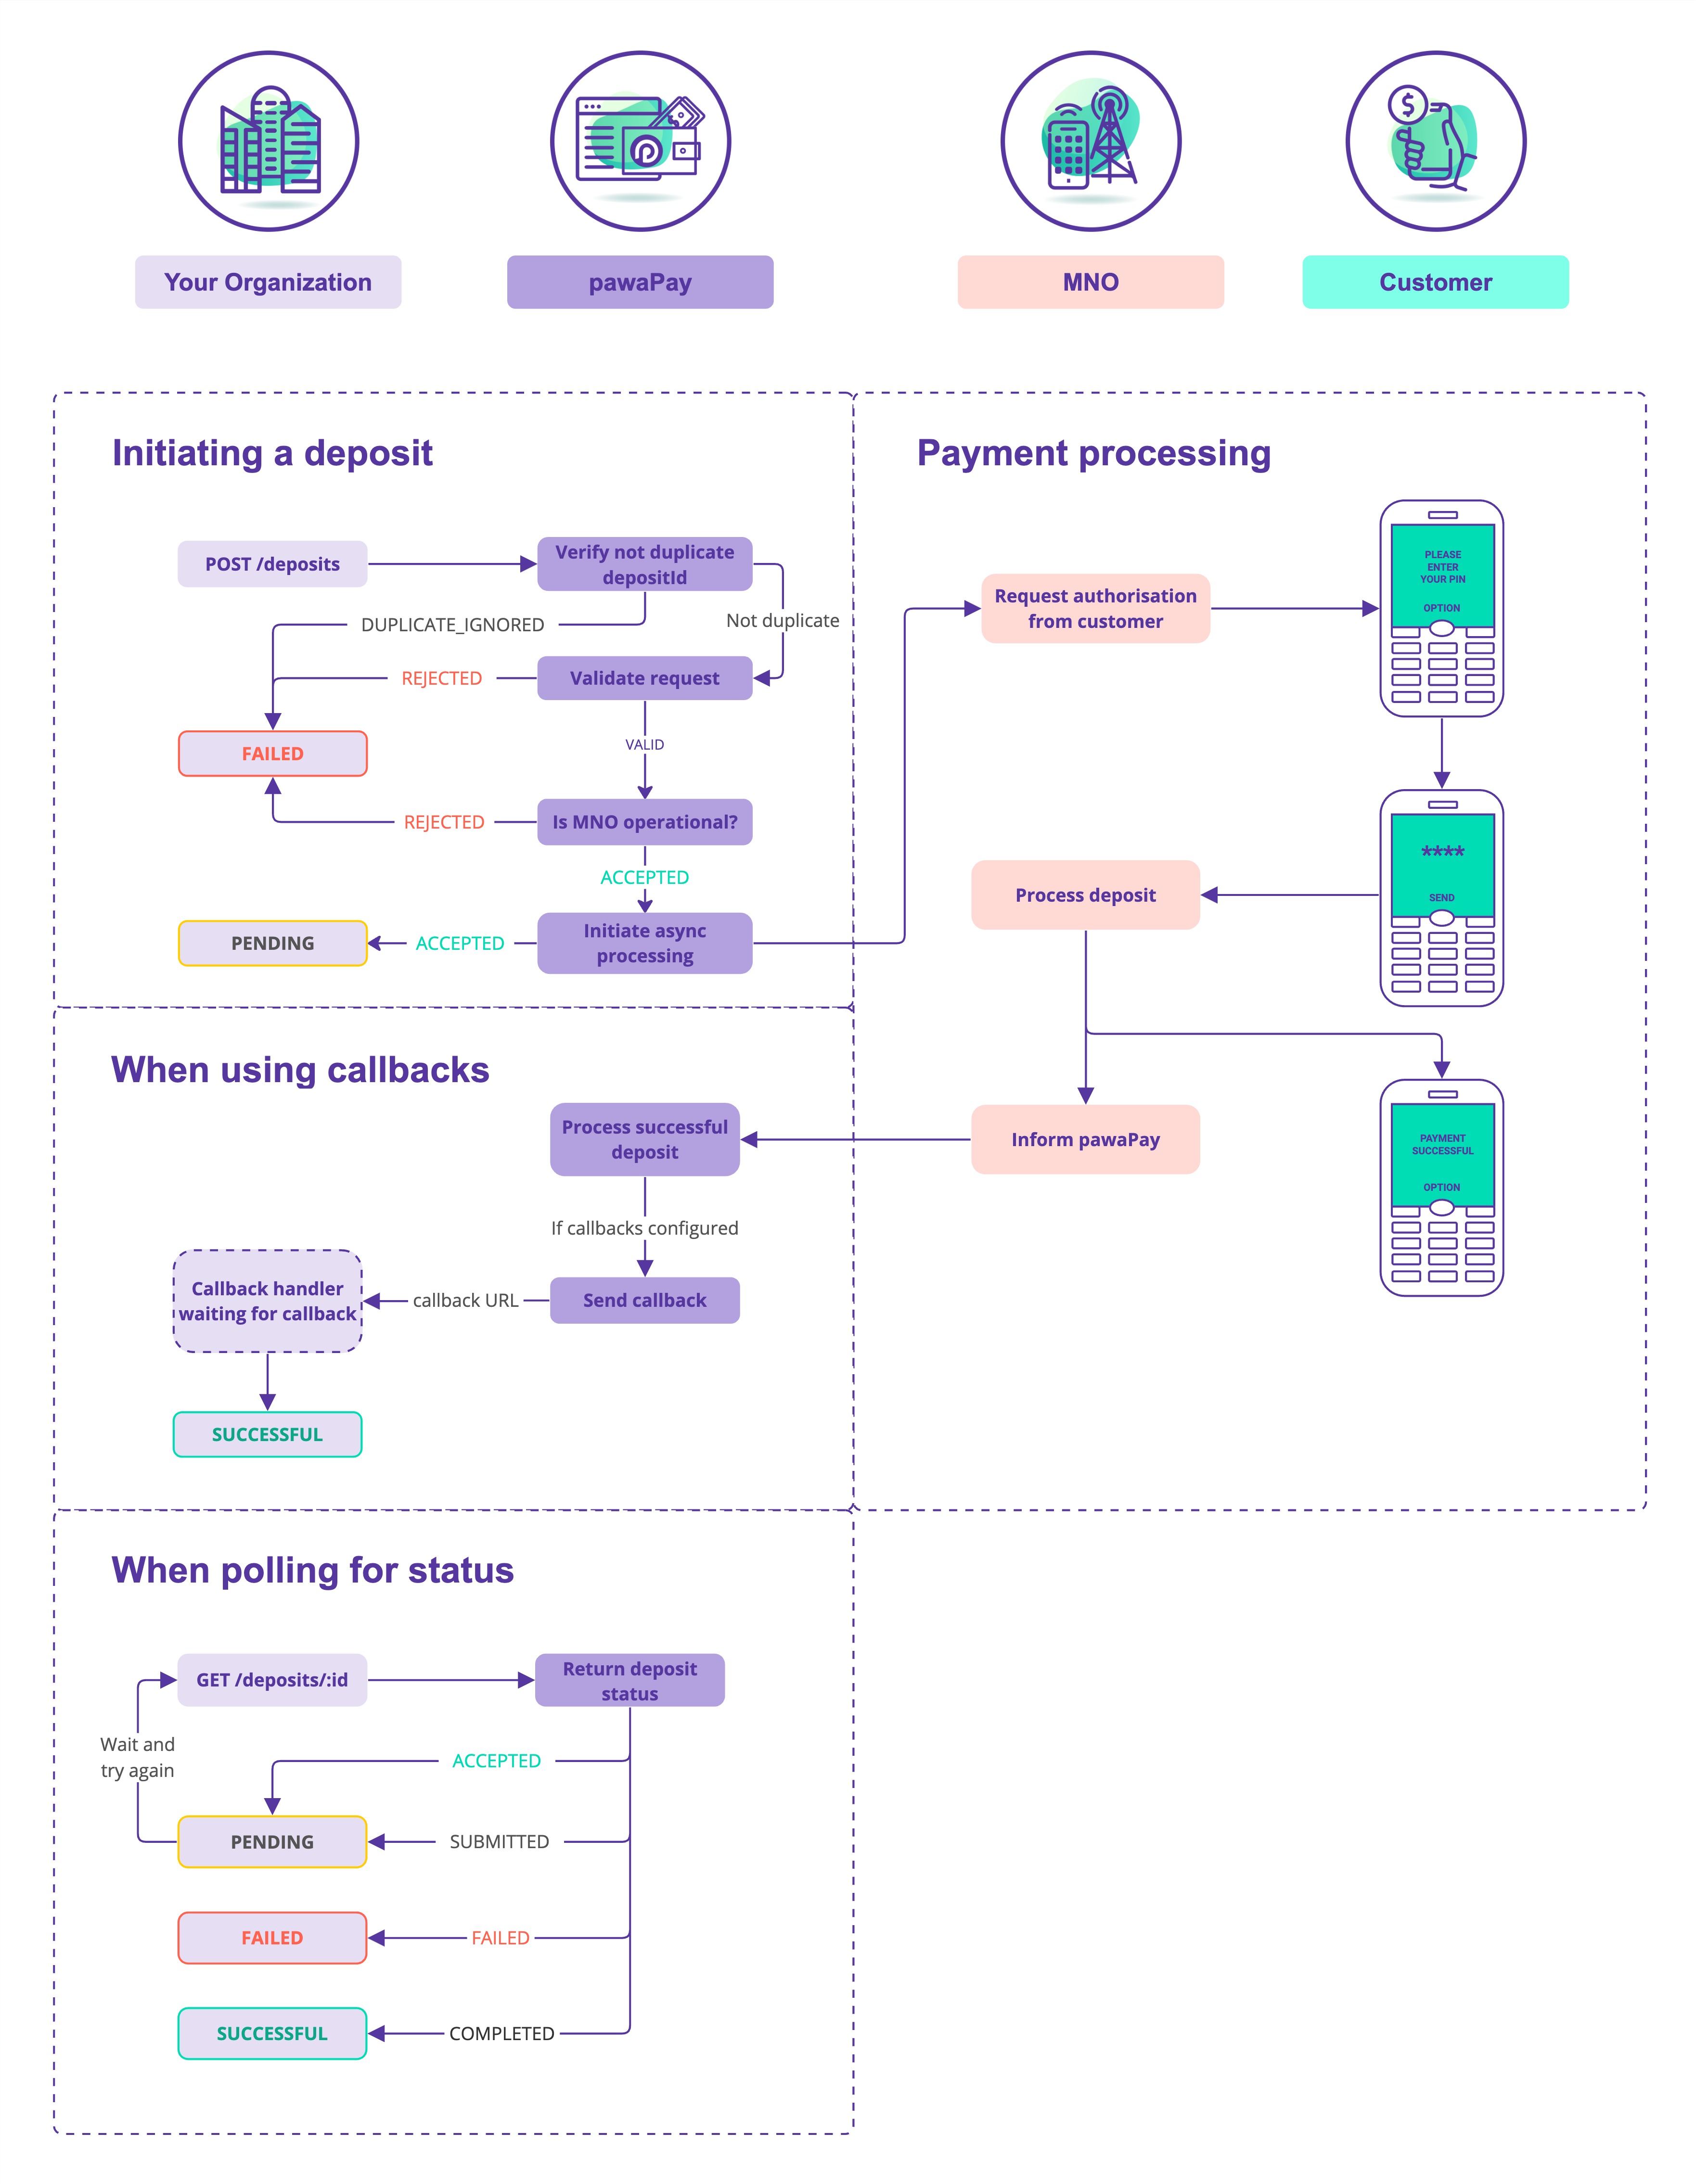 Your Organization
pawaPay
MNO
Customer
Initiating a deposit
POST /deposits
Verify not duplicate
depositId
DUPLICATE_IGNORED
Not duplicate
REJECTED
Validate request
FAILED
VALID
REJECTED
Is MNO operational?
ACCEPTED
PENDING
ACCEPTED
Initiate async
processing
Payment processing
Request authorisation
from customer
PLEASE
ENTER
YOUR PIN
OPTION
Process deposit
****
SEND
Inform pawaPay
PAYMENT
SUCCESSFUL
OPTION
When using callbacks
Process successful
deposit
If callbacks configured
Callback handler
waiting for callback
callback URL
Send callback
SUCCESSFUL
When polling for status
GET /deposits/:id
Return deposit
status
Wait and
try again
ACCEPTED
PENDING
SUBMITTED
FAILED
FAILED
SUCCESSFUL
COMPLETED